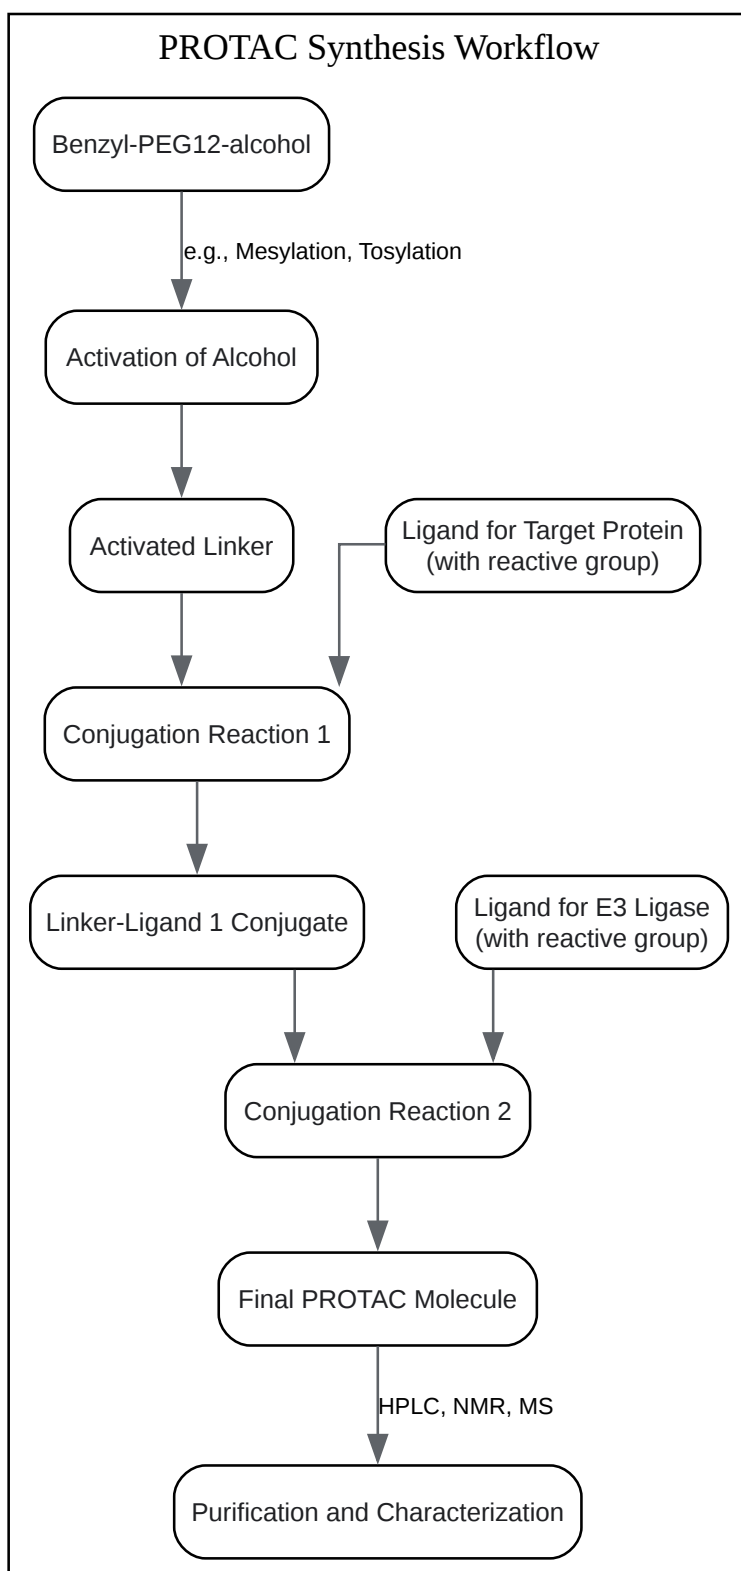 PROTAC Synthesis Workflow
Benzyl-PEG12-alcohol
e.g., Mesylation, Tosylation
Activation of Alcohol
Activated Linker
Ligand for Target Protein
(with reactive group)
Conjugation Reaction 1
Linker-Ligand 1 Conjugate
Ligand for E3 Ligase
(with reactive group)
Conjugation Reaction 2
Final PROTAC Molecule
HPLC, NMR, MS
Purification and Characterization